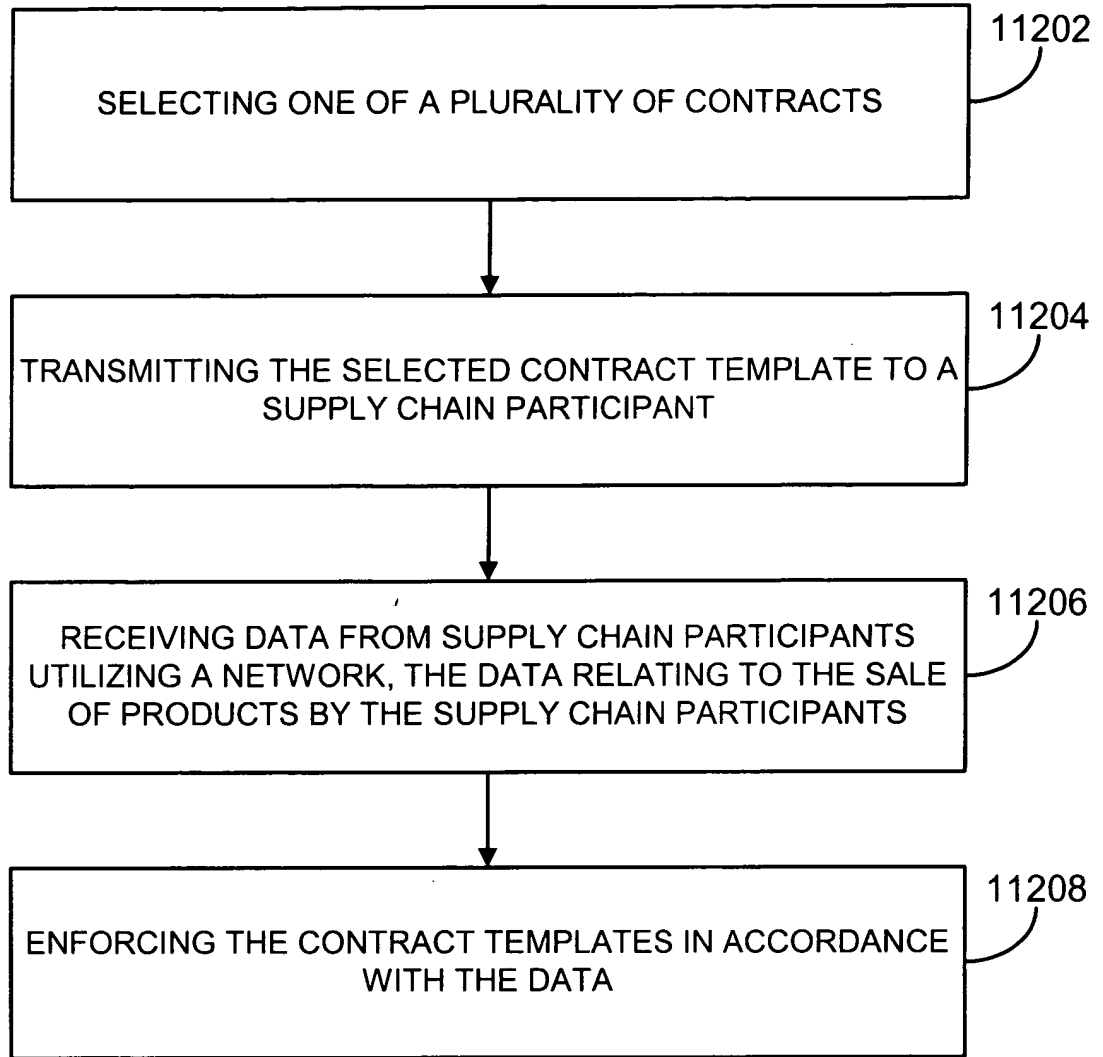 11202
SELECTING ONE OF A PLURALITY OF CONTRACTS
11204
TRANSMITTING THE SELECTED CONTRACT TEMPLATE TO A
SUPPLY CHAIN PARTICIPANT
11206
RECEIVING DATA FROM SUPPLY CHAIN PARTICIPANTS
UTILIZING A NETWORK, THE DATA RELATING TO THE SALE
OF PRODUCTS BY THE SUPPLY CHAIN PARTICIPANTS
11208
ENFORCING THE CONTRACT TEMPLATES IN ACCORDANCE
WITH THE DATA